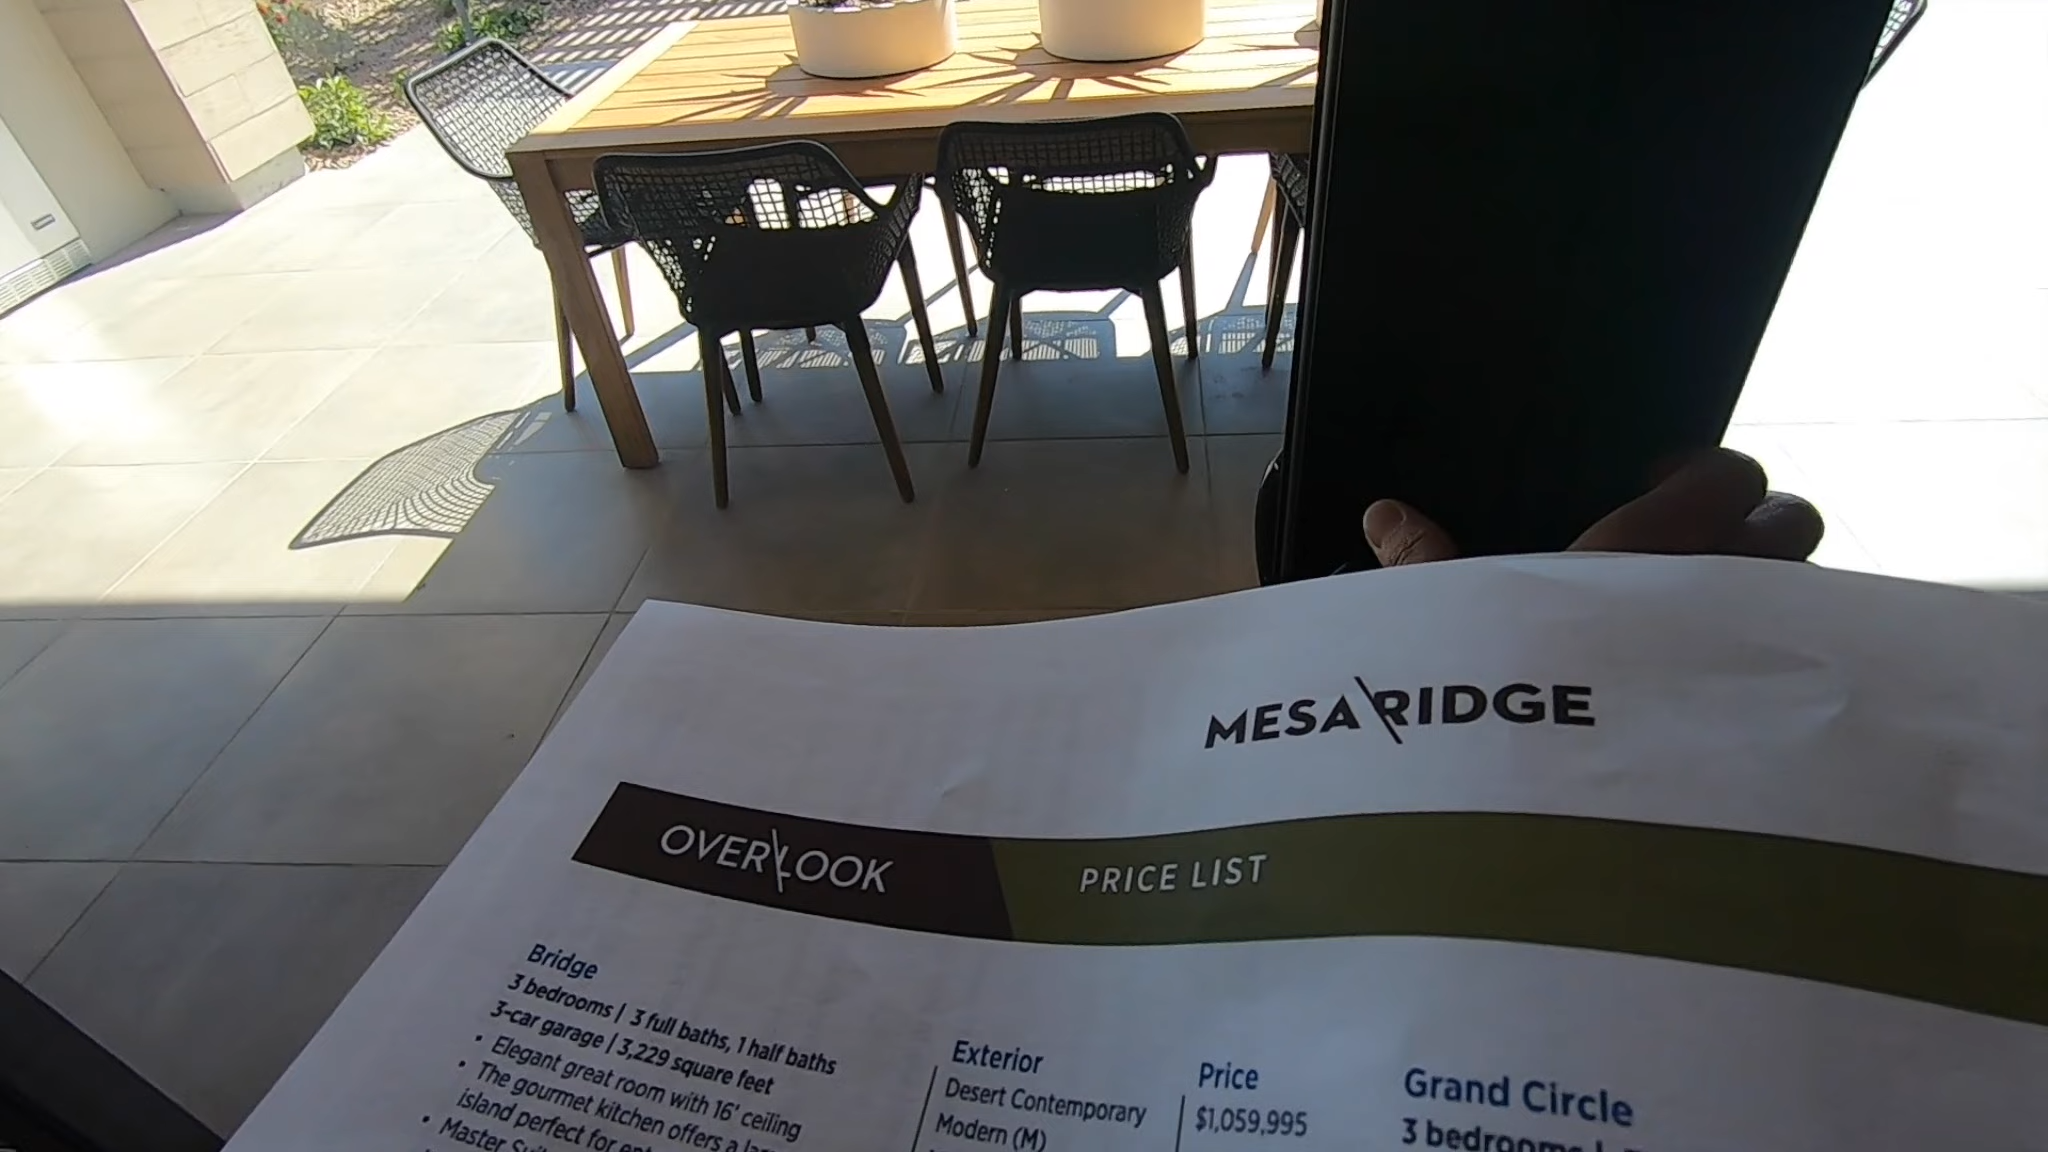 MESA RIDGE
OVERLOOK
PRICE LIST
Bridge
3 bedrooms | 3 full baths, 1 half baths
3-car garage | 3,229 square feet
• Elegant great room with 16' ceiling
• The gourmet kitchen offers a
island perfect for
• Master
Exterior
Desert Contemporary
Modern (M)
Price
$1,059,995
Grand Circle
3 bedrooms